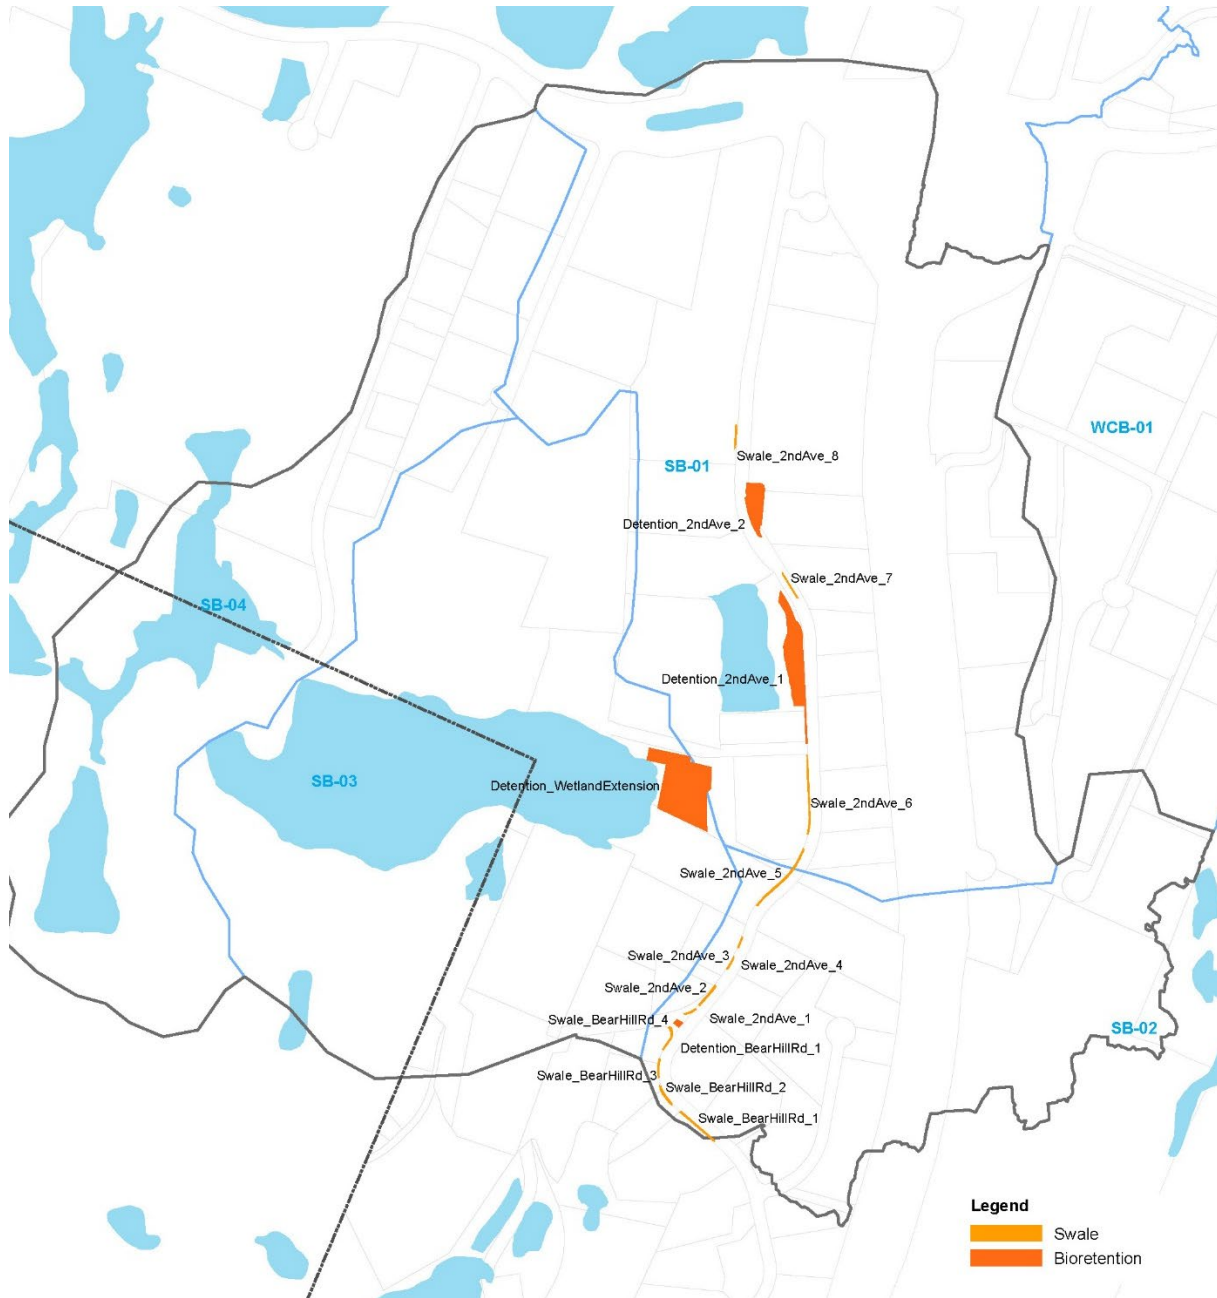 WCB-01
Swale_2ndAve_8
SB-01
Detention_2ndAve_2
Swale_2ndAve_7
SB-04
Detention_2ndAve_1
SB-03
Detention_WetlandExtension
Swale_2ndAve_6
Swale_2ndAve_5
Swale_2ndAve_3
Swale_2ndAve_4
Swale_2ndAve_2
Swale_BearHillRd_4
Swale_2ndAve_1
SB-02
Detention_BearHillRd_1
Swale_BearHillRd_3
Swale_BearHillRd_2
Swale_BearHillRd_1
Legend
Swale
Bioretention